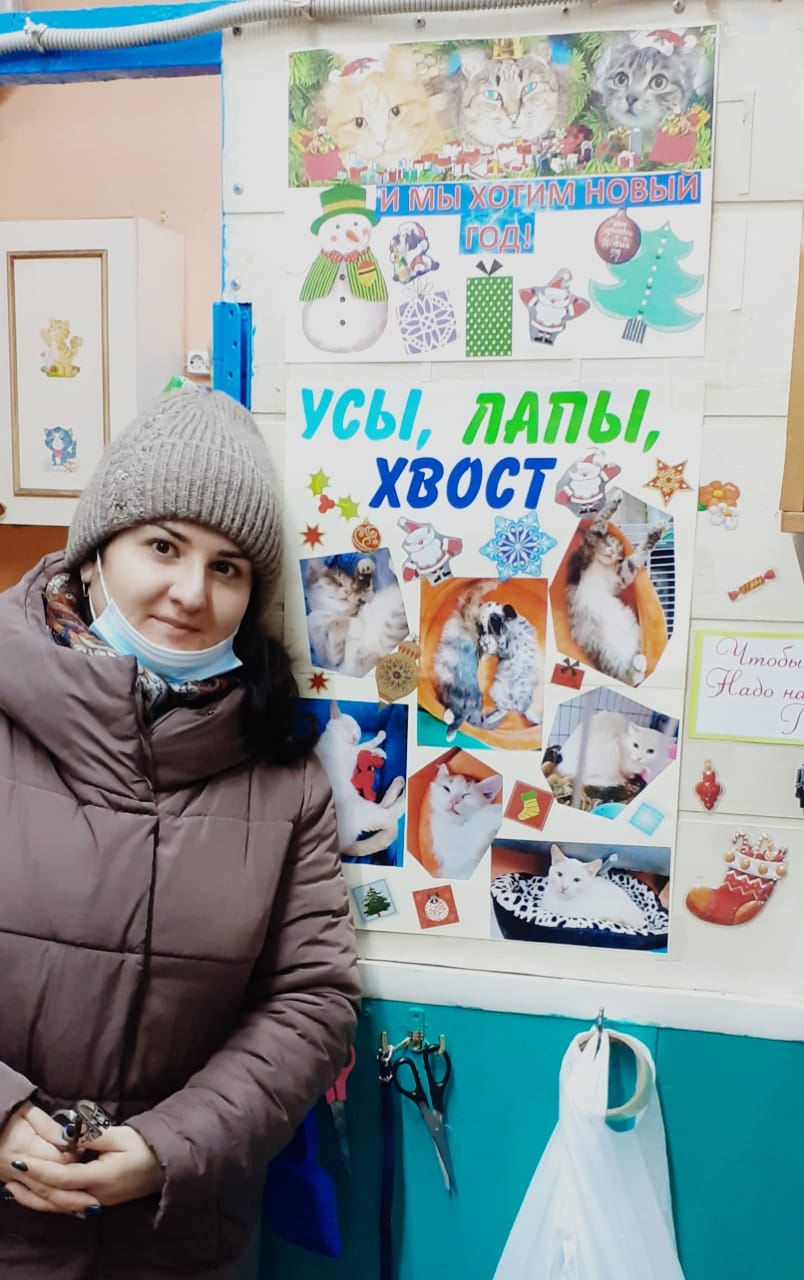 И МЫ ХОТИМ НОВЫЙ
ГОД!
УСЫ, ЛАПЫ,
ХВОСТ
Чтобы
Надо на